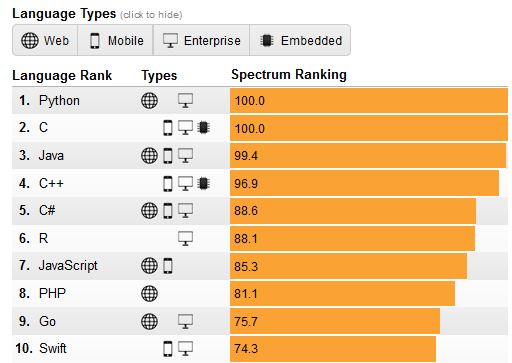 Language Types (click to hide)
Web Mobile Enterprise Embedded
Language Rank Types Spectrum Ranking
1. Python 100.0
2. C 100.0
3. Java 99.4
4. C++ 96.9
5. C# 88.6
6. R 88.1
7. JavaScript 85.3
8. PHP 81.1
9. Go 75.7
10. Swift 74.3